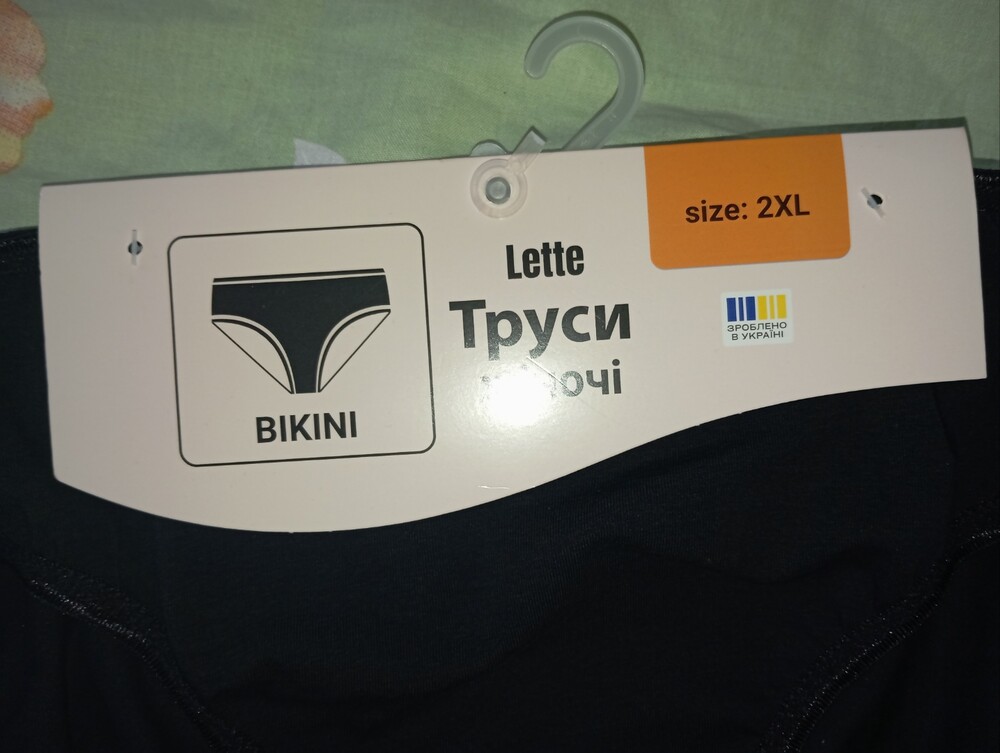 size: 2XL
Lette
Труси
ЗРОБЛЕНО
В УКРАЇНІ
BIKINI